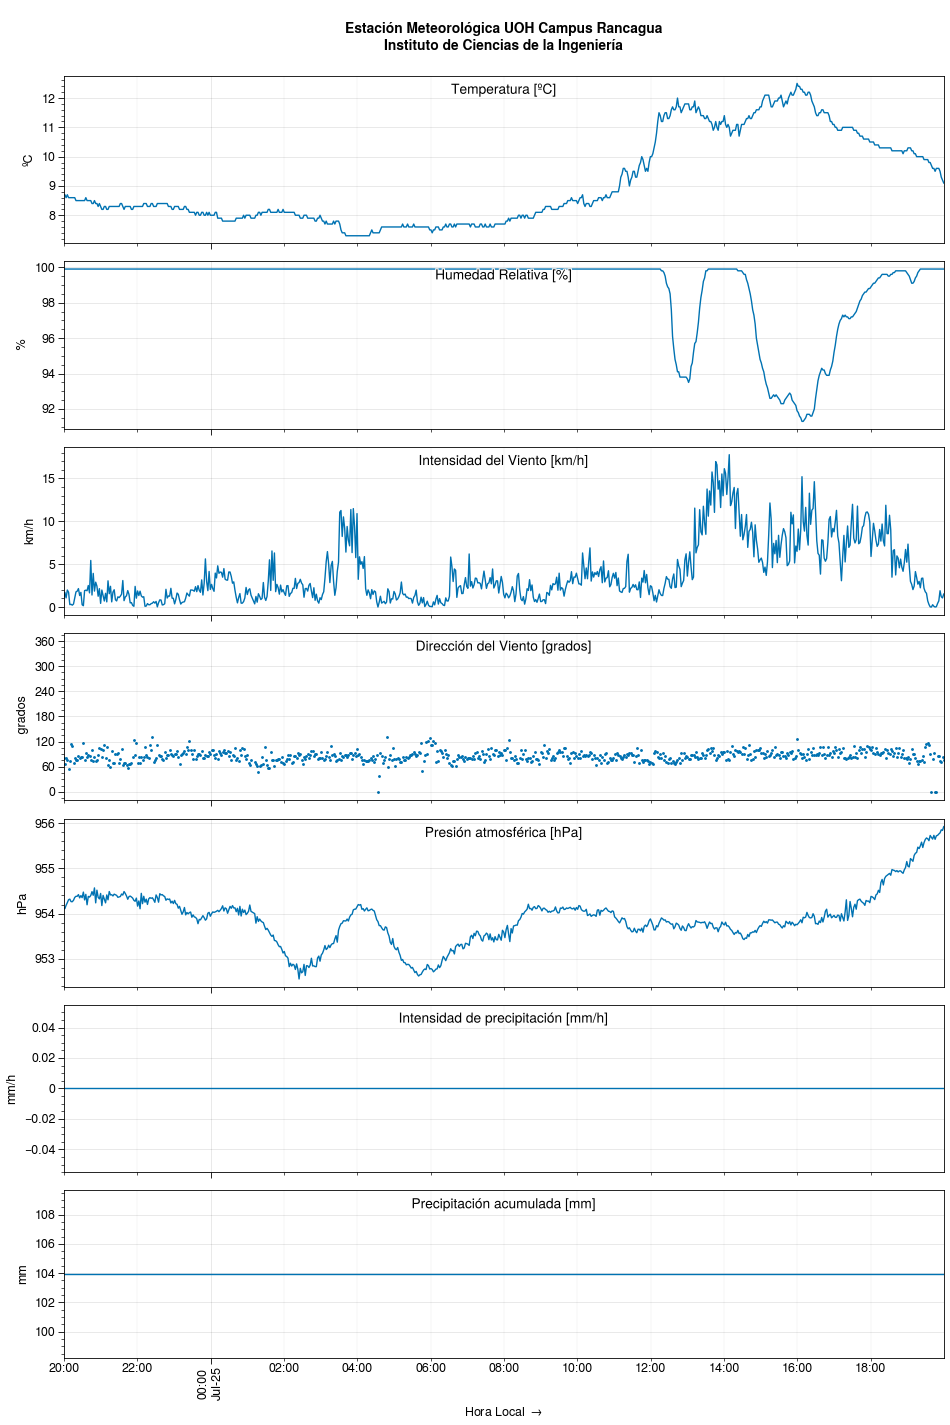 Estación Meteorológica UOH Campus Rancagua
Instituto de Ciencias de la Ingeniería
Temperatura [ºC]
ºC
12
11
10
9
8
Humedad Relativa [%]
%
100
98
96
94
92
Intensidad del Viento [km/h]
km/h
15
10
5
0
Dirección del Viento [grados]
grados
360
300
240
180
120
60
0
Presión atmosférica [hPa]
hPa
956
955
954
953
Intensidad de precipitación [mm/h]
mm/h
0.04
0.02
0
−0.02
−0.04
Precipitación acumulada [mm]
mm
108
106
104
102
100
20:00 22:00 00:00 02:00 04:00 06:00 08:00 10:00 12:00 14:00 16:00 18:00
Jul-25
Hora Local →